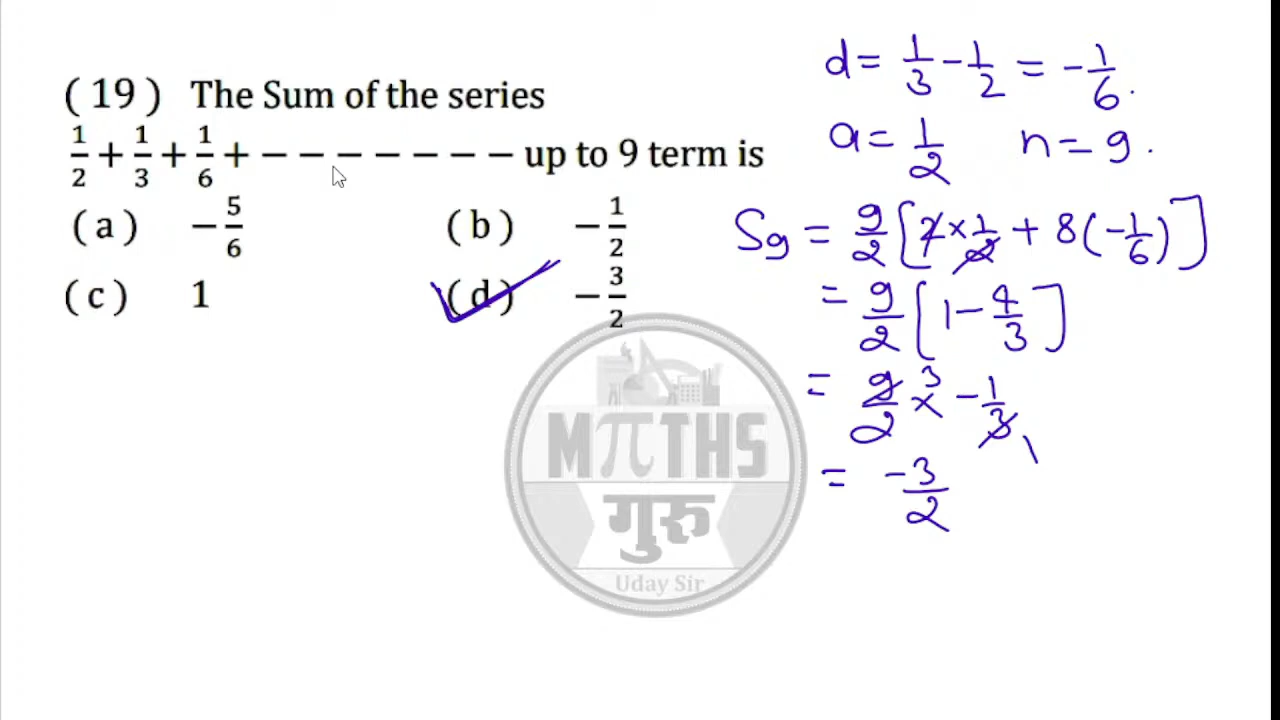 ( 19 ) The Sum of the series
1/2 + 1/3 + 1/6 + − − − − − − − up to 9 term is
( a ) −5/6 ( b ) −1/2
( c ) 1 ( d ) −3/2
d = 1/3 − 1/2 = −1/6.
a = 1/2 n = 9.
S9 = 9/2 [2 × 1/2 + 8(−1/6)]
= 9/2 [1 − 4/3]
= 9/2 3 × −1/3 1
= −3/2
MπTHS
गुरु
Uday Sir